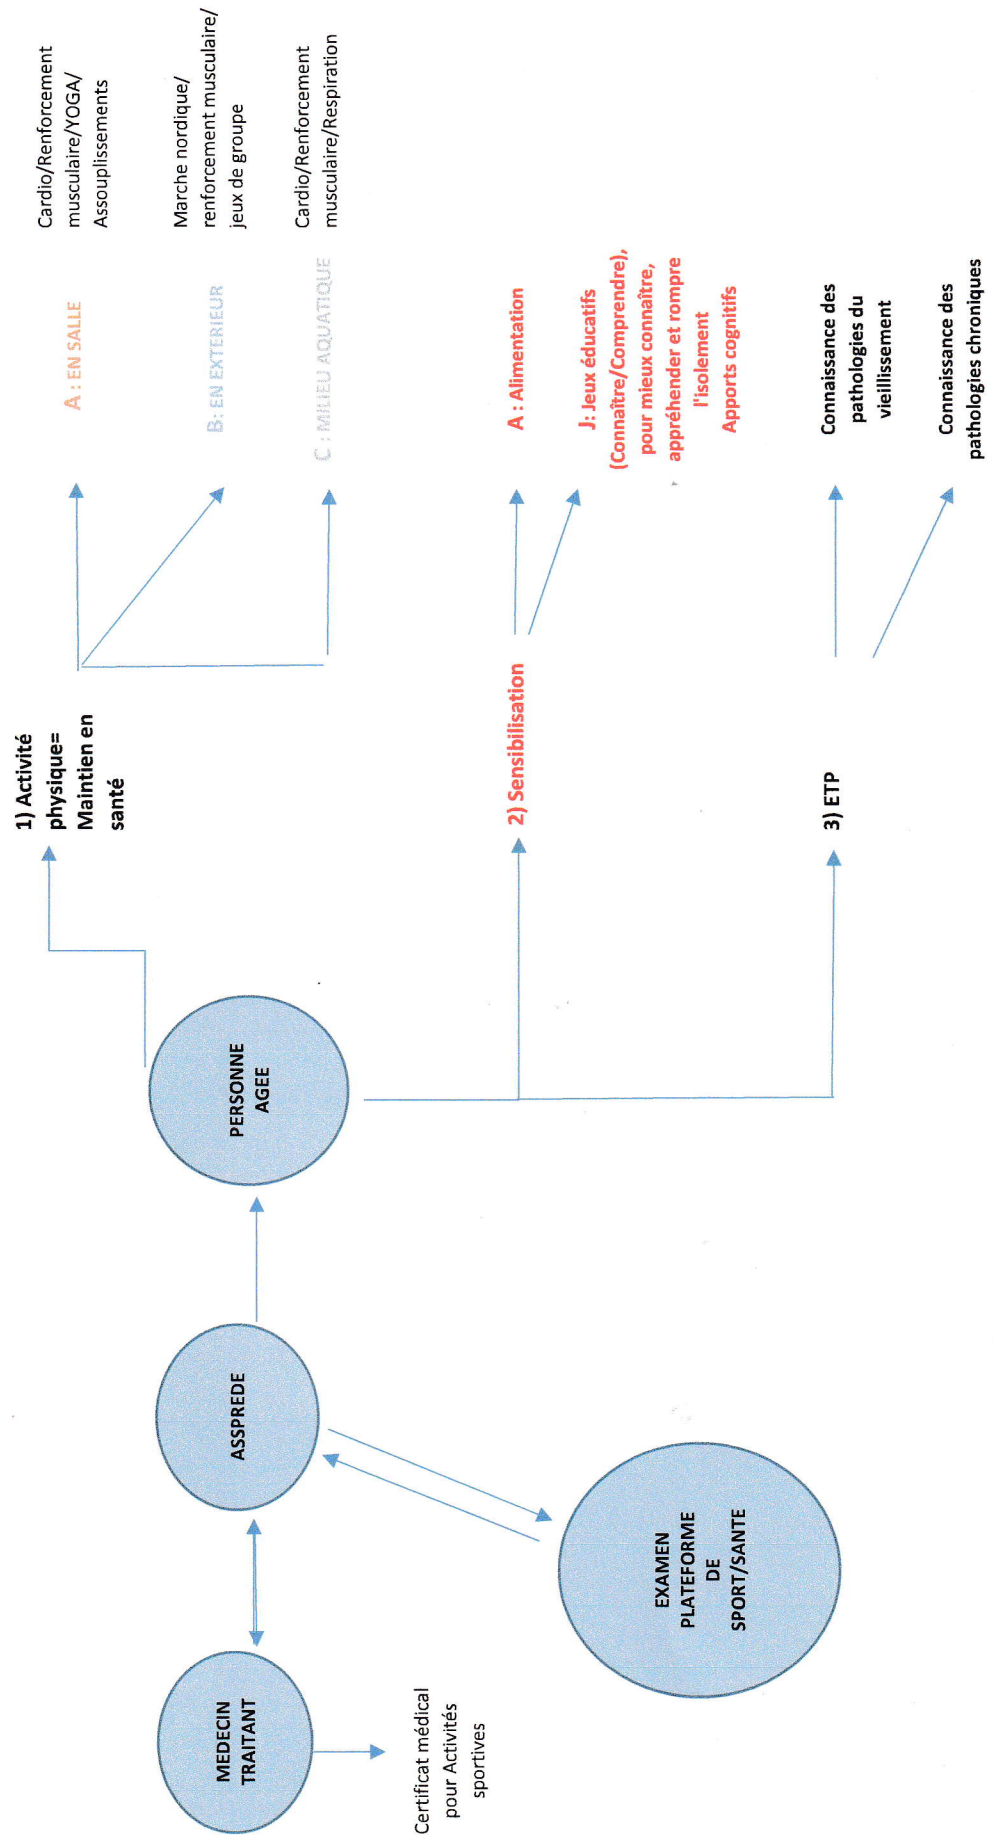 MEDECIN
TRAITANT
Certificat médical
pour Activités
sportives
ASSPREDE
EXAMEN
PLATEFORME
DE
SPORT/SANTE
PERSONNE
AGEE
1) Activité
physique=
Maintien en
santé
A : EN SALLE
Cardio/Renforcement
musculaire/YOGA/
Assouplissements
B: EN EXTERIEUR
Marche nordique/
renforcement musculaire/
jeux de groupe
C : MILIEU AQUATIQUE
Cardio/Renforcement
musculaire/Respiration
2) Sensibilisation
A : Alimentation
J: Jeux éducatifs
(Connaître/Comprendre),
pour mieux connaître,
appréhender et rompre
l'isolement
Apports cognitifs
3) ETP
Connaissance des
pathologies du
vieillissement
Connaissance des
pathologies chroniques